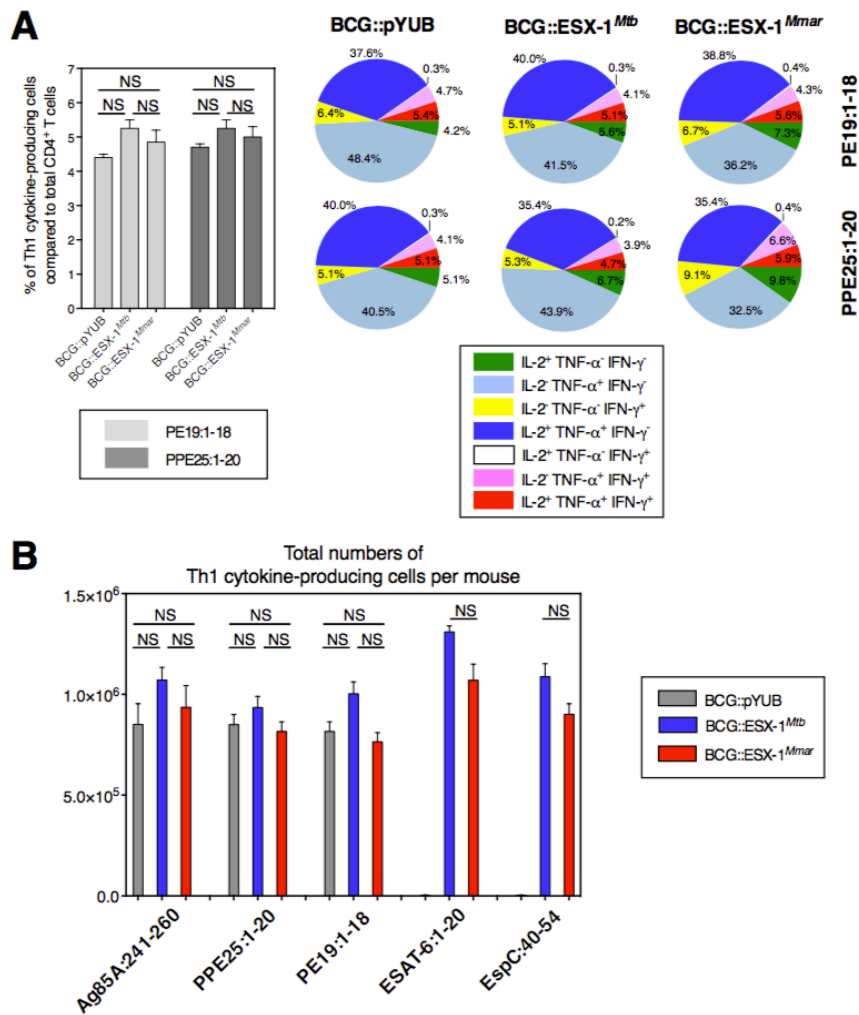 A
BCG::pYUB
BCG::ESX-1Mtb
BCG::ESX-1Mmar
% of Th1 cytokine-producing cells
compared to total CD4+ T cells
7
6
5
4
3
2
1
0
NS
NS NS
NS
NS NS
BCG::pYUB
BCG::ESX-1Mtb
BCG::ESX-1Mmar
BCG::pYUB
BCG::ESX-1Mtb
BCG::ESX-1Mmar
PE19:1-18
PPE25:1-20
37.6%
0.3%
4.7%
5.4%
4.2%
48.4%
6.4%
40.0%
0.3%
4.1%
5.1%
5.6%
41.5%
5.1%
38.8%
0.4%
4.3%
5.6%
7.3%
36.2%
6.7%
PE19:1-18
40.0%
0.3%
4.1%
5.1%
5.1%
40.5%
5.1%
35.4%
0.2%
3.9%
4.7%
6.7%
43.9%
5.3%
35.4%
0.4%
6.6%
5.9%
9.8%
32.5%
9.1%
PPE25:1-20
IL-2+ TNF-α- IFN-γ-
IL-2- TNF-α+ IFN-γ-
IL-2- TNF-α- IFN-γ+
IL-2+ TNF-α+ IFN-γ-
IL-2+ TNF-α- IFN-γ+
IL-2- TNF-α+ IFN-γ+
IL-2+ TNF-α+ IFN-γ+
B
Total numbers of
Th1 cytokine-producing cells per mouse
1.5×10⁶
1.0×10⁶
5.0×10⁵
0.0
NS
NS NS
NS
NS NS
NS
NS NS
NS
NS
Ag85A:241-260
PPE25:1-20
PE19:1-18
ESAT-6:1-20
EspC:40-54
BCG::pYUB
BCG::ESX-1Mtb
BCG::ESX-1Mmar